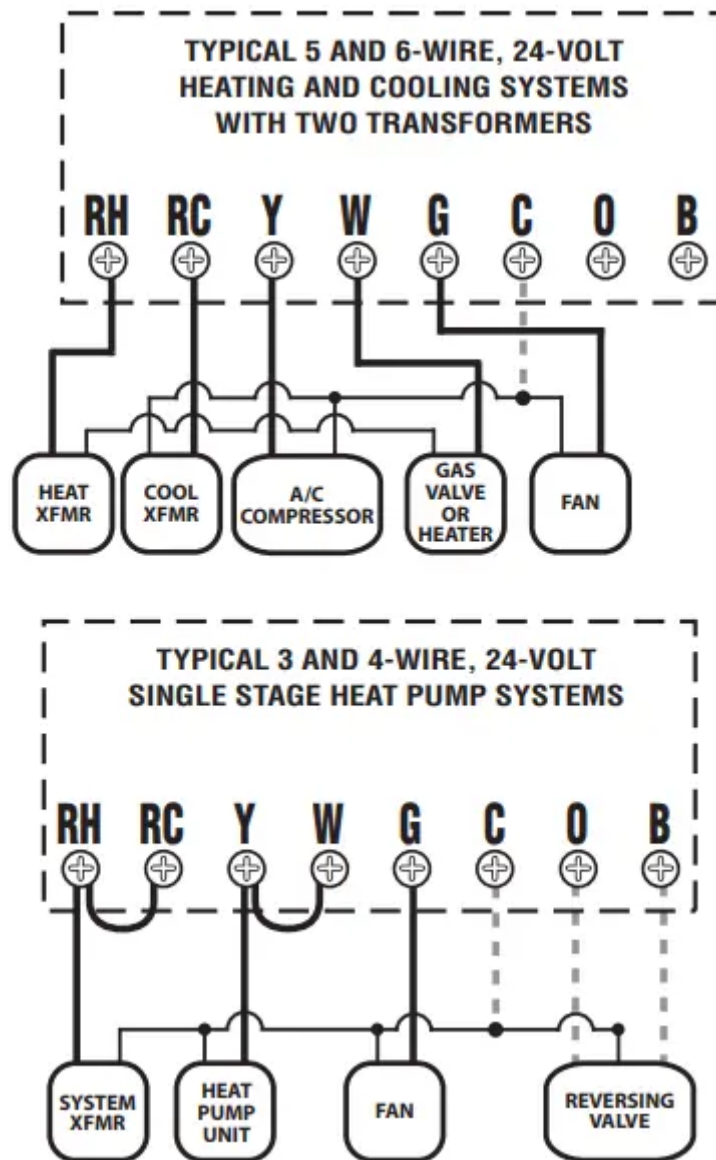 TYPICAL 5 AND 6-WIRE, 24-VOLT
HEATING AND COOLING SYSTEMS
WITH TWO TRANSFORMERS
RH RC Y W G C O B
HEAT
XFMR
COOL
XFMR
A/C
COMPRESSOR
GAS
VALVE
OR
HEATER
FAN
TYPICAL 3 AND 4-WIRE, 24-VOLT
SINGLE STAGE HEAT PUMP SYSTEMS
RH RC Y W G C O B
SYSTEM
XFMR
HEAT
PUMP
UNIT
FAN
REVERSING
VALVE